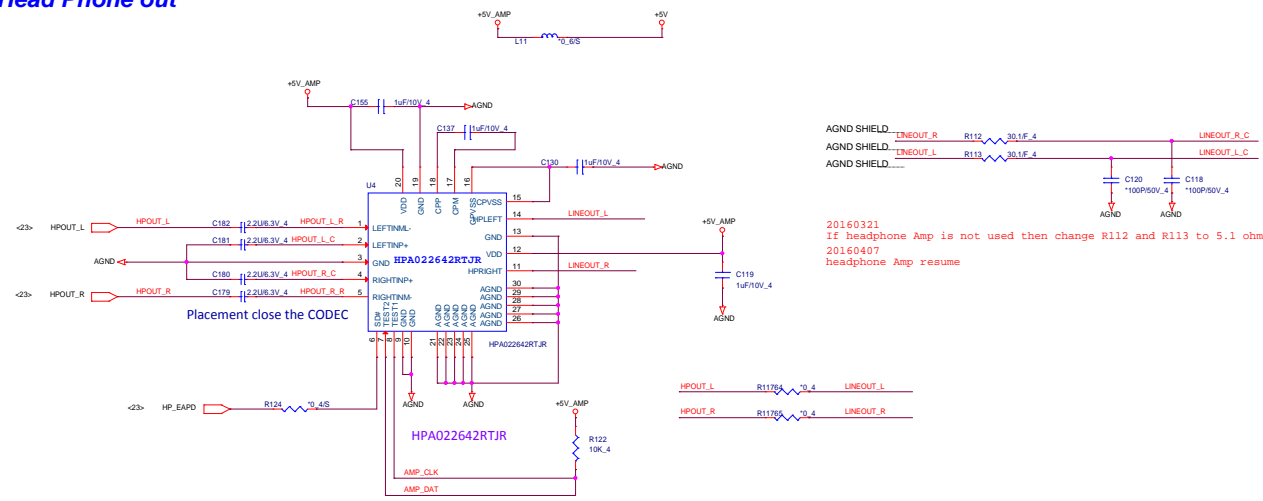 Head Phone out
+5V_AMP
+5V
L11
*0_6/S
+5V_AMP
C155
1uF/10V_4
AGND
C137
1uF/10V_4
C130
1uF/10V_4
AGND
U4
20
19
18
17
16
VDD
GND
CPP
CPM
CPVSS
CPVSS
15
HPLEFT
14
LINEOUT_L
GND
13
VDD
12
HPRIGHT
11
LINEOUT_R
AGND
30
AGND
29
AGND
28
AGND
27
AGND
26
HPA022642RTJR
<23>
HPOUT_L
HPOUT_L
C182
2.2U/6.3V_4
HPOUT_L_R
1
LEFTINML-
C181
2.2U/6.3V_4
HPOUT_L_C
2
LEFTINP+
AGND
3
GND
C180
2.2U/6.3V_4
HPOUT_R_C
4
RIGHTINP+
<23>
HPOUT_R
HPOUT_R
C179
2.2U/6.3V_4
HPOUT_R_R
5
RIGHTINM-
Placement close the CODEC
SD#
TEST2
TEST1
GND
GND
AGND
AGND
AGND
AGND
AGND
6
7
8
9
10
21
22
23
24
25
HPA022642RTJR
+5V_AMP
C119
1uF/10V_4
AGND
<23>
HP_EAPD
R124
*0_4/S
AGND
AGND
HPA022642RTJR
+5V_AMP
R122
10K_4
AMP_CLK
AMP_DAT
AGND SHIELD
LINEOUT_R
R112
30.1/F_4
LINEOUT_R_C
AGND SHIELD
LINEOUT_L
R113
30.1/F_4
LINEOUT_L_C
AGND SHIELD
C120
*100P/50V_4
C118
*100P/50V_4
AGND
AGND
20160321
If headphone Amp is not used then change R112 and R113 to 5.1 ohm
20160407
headphone Amp resume
HPOUT_L
R11764
*0_4
LINEOUT_L
HPOUT_R
R11765
*0_4
LINEOUT_R